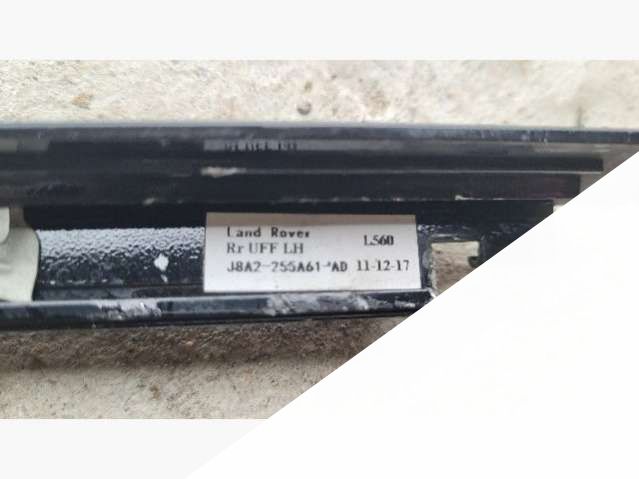 Land Rover
Rr UFF LH L560
J8A2-255A61-*AD 11-12-17